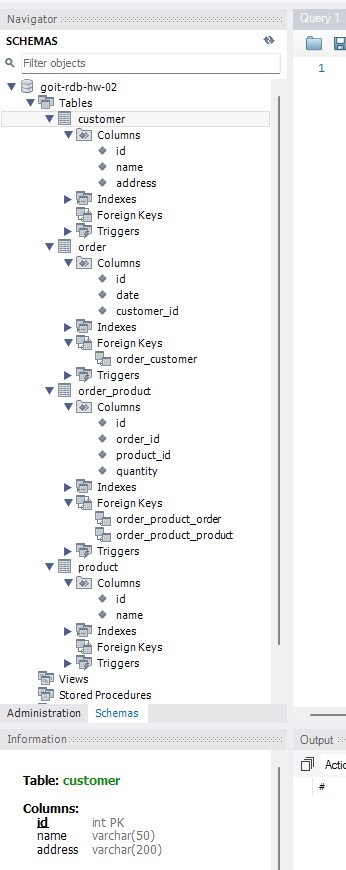 Navigator
SCHEMAS
Filter objects
goit-rdb-hw-02
Tables
customer
Columns
id
name
address
Indexes
Foreign Keys
Triggers
order
Columns
id
date
customer_id
Indexes
Foreign Keys
order_customer
Triggers
order_product
Columns
id
order_id
product_id
quantity
Indexes
Foreign Keys
order_product_order
order_product_product
Triggers
product
Columns
id
name
Indexes
Foreign Keys
Triggers
Views
Stored Procedures
Administration Schemas
Information
Table: customer
Columns:
id int PK
name varchar(50)
address varchar(200)
Query 1
1
Output
#